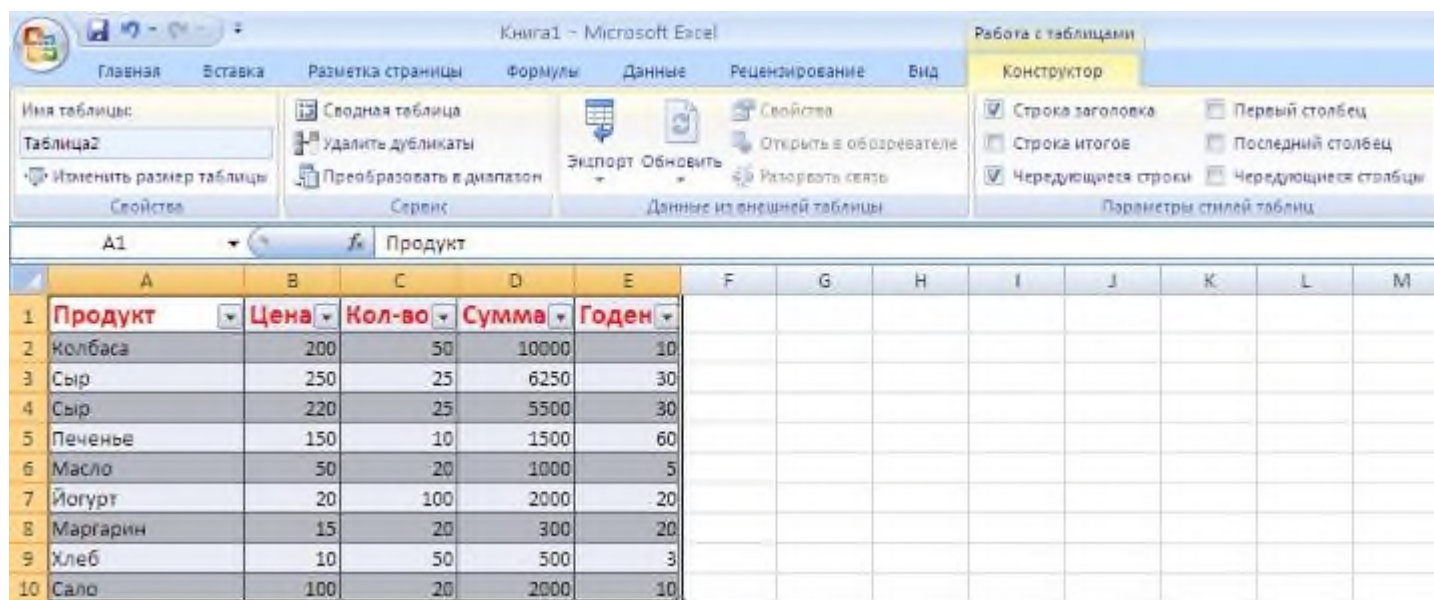 Книга1 - Microsoft Excel
Работа с таблицами
Главная Вставка Разметка страницы Формулы Данные Рецензирование Вид Конструктор
Имя таблицы:
Таблица2
Изменить размер таблицы
Свойства
Сводная таблица
Удалить дубликаты
Преобразовать в диапазон
Сервис
Экспорт Обновить
Свойства
Открыть в обозревателе
Разорвать связь
Данные из внешней таблицы
Строка заголовка
Строка итогов
Чередующиеся строки
Первый столбец
Последний столбец
Чередующиеся столбцы
Параметры стилей таблиц
A1 fx Продукт
A B C D E F G H I J K L M
1 Продукт Цена Кол-во Сумма Годен
2 Колбаса 200 50 10000 10
3 Сыр 250 25 6250 30
4 Сыр 220 25 5500 30
5 Печенье 150 10 1500 60
6 Масло 50 20 1000 5
7 Йогурт 20 100 2000 20
8 Маргарин 15 20 300 20
9 Хлеб 10 50 500 3
10 Сало 100 20 2000 10